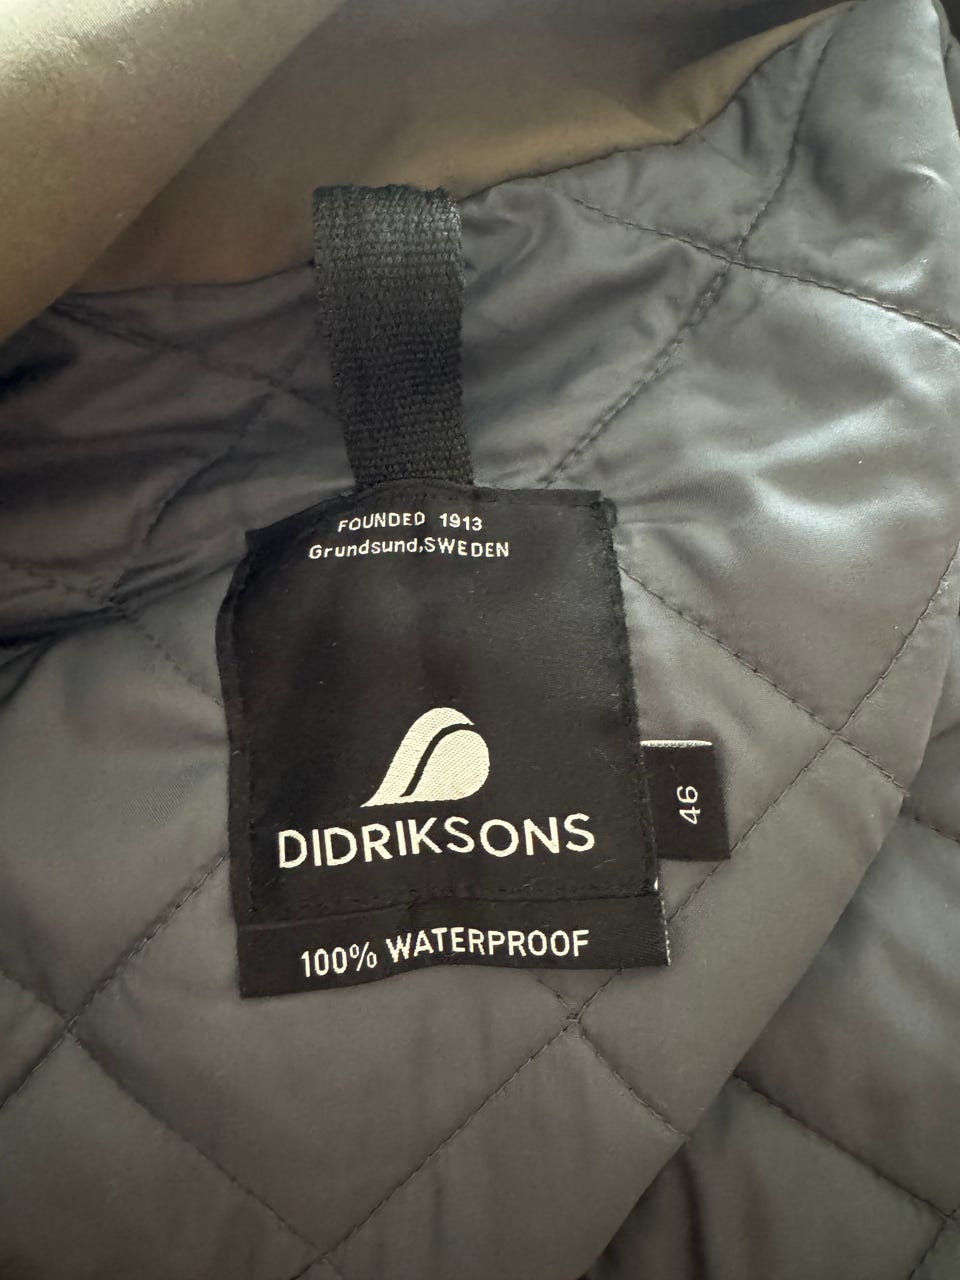 FOUNDED 1913
Grundsund,SWEDEN
DIDRIKSONS
46
100% WATERPROOF